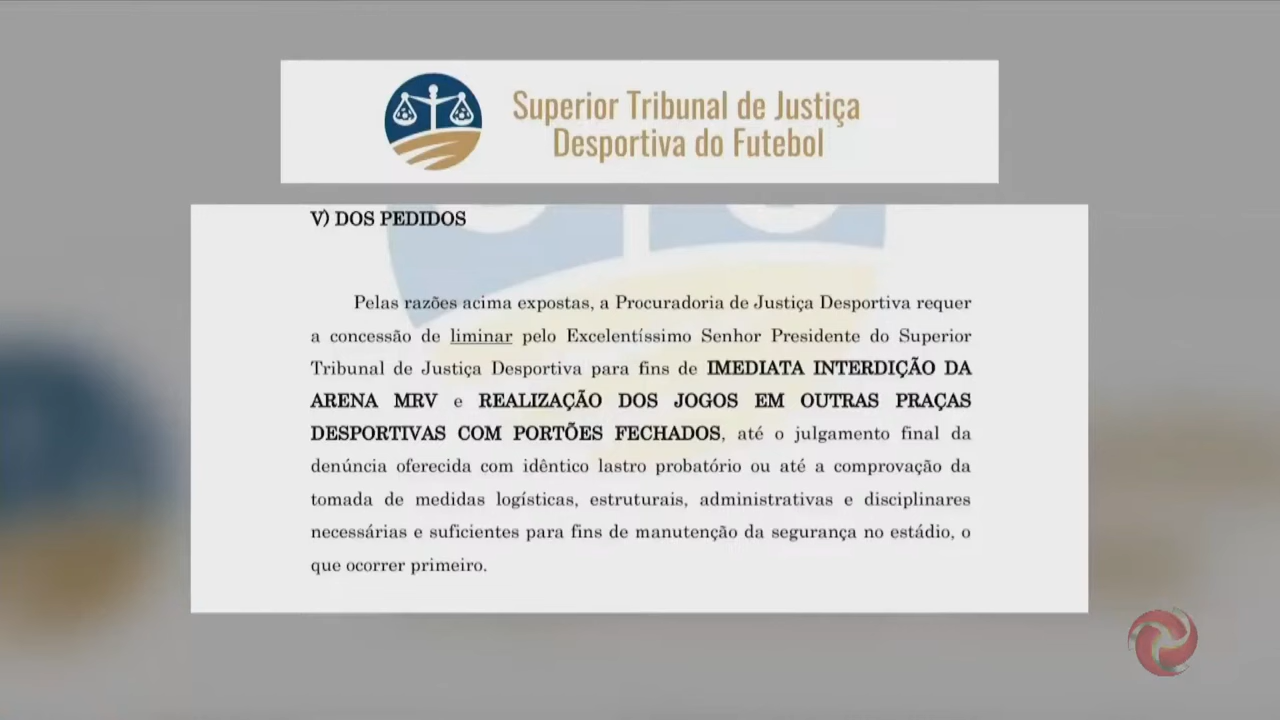 Superior Tribunal de Justiça
Desportiva do Futebol
V) DOS PEDIDOS
Pelas razões acima expostas, a Procuradoria de Justiça Desportiva requer
a concessão de liminar pelo Excelentíssimo Senhor Presidente do Superior
Tribunal de Justiça Desportiva para fins de IMEDIATA INTERDIÇÃO DA
ARENA MRV e REALIZAÇÃO DOS JOGOS EM OUTRAS PRAÇAS
DESPORTIVAS COM PORTÕES FECHADOS, até o julgamento final da
denúncia oferecida com idêntico lastro probatório ou até a comprovação da
tomada de medidas logísticas, estruturais, administrativas e disciplinares
necessárias e suficientes para fins de manutenção da segurança no estádio, o
que ocorrer primeiro.